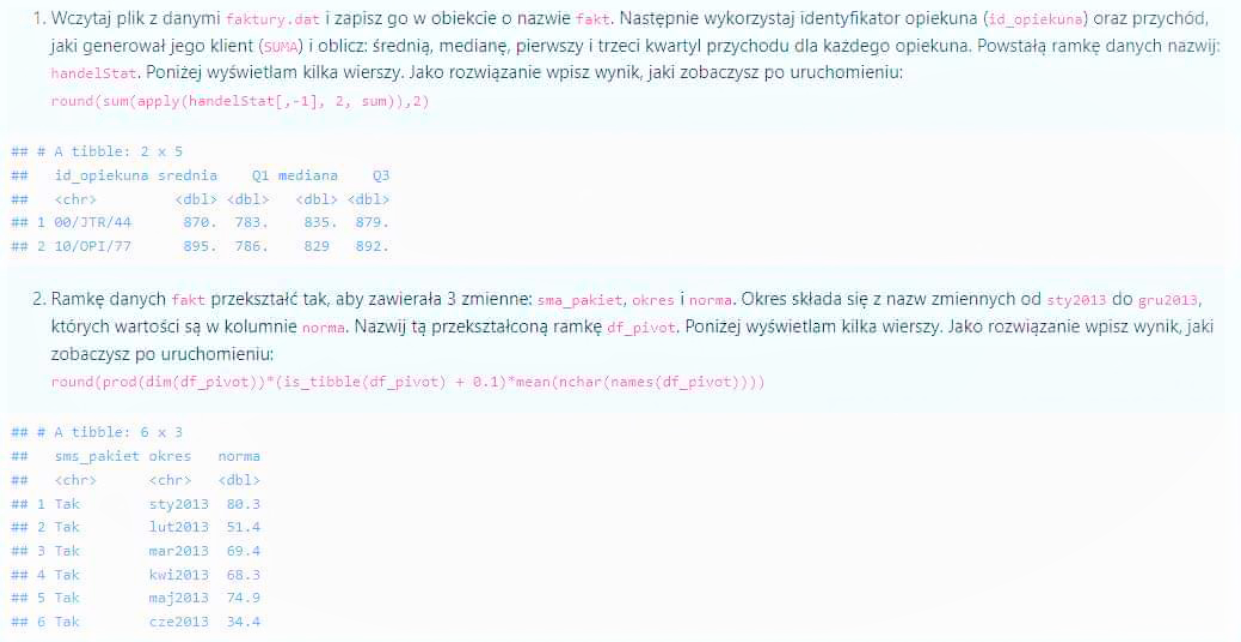 1. Wczytaj plik z danymi faktury.dat i zapisz go w obiekcie o nazwie fakt. Następnie wykorzystaj identyfikator opiekuna (id_opiekuna) oraz przychód,
jaki generował jego klient (SUMA) i oblicz: średnią, medianę, pierwszy i trzeci kwartyl przychodu dla każdego opiekuna. Powstałą ramkę danych nazwij:
handelStat. Poniżej wyświetlam kilka wierszy. Jako rozwiązanie wpisz wynik, jaki zobaczysz po uruchomieniu:
round(sum(apply(handelStat[,-1], 2, sum)),2)
## # A tibble: 2 x 5
##   id_opiekuna srednia    Q1 mediana    Q3
##   <chr>         <dbl> <dbl>   <dbl> <dbl>
## 1 00/JTR/44      870.  783.    835.  879.
## 2 10/OPI/77      895.  786.    829   892.
2. Ramkę danych fakt przekształć tak, aby zawierała 3 zmienne: sma_pakiet, okres i norma. Okres składa się z nazw zmiennych od sty2013 do gru2013,
których wartości są w kolumnie norma. Nazwij tą przekształconą ramkę df_pivot. Poniżej wyświetlam kilka wierszy. Jako rozwiązanie wpisz wynik, jaki
zobaczysz po uruchomieniu:
round(prod(dim(df_pivot))*(is_tibble(df_pivot) + 0.1)*mean(nchar(names(df_pivot))))
## # A tibble: 6 x 3
##   sms_pakiet okres   norma
##   <chr>      <chr>   <dbl>
## 1 Tak        sty2013  80.3
## 2 Tak        lut2013  51.4
## 3 Tak        mar2013  69.4
## 4 Tak        kwi2013  68.3
## 5 Tak        maj2013  74.9
## 6 Tak        cze2013  34.4